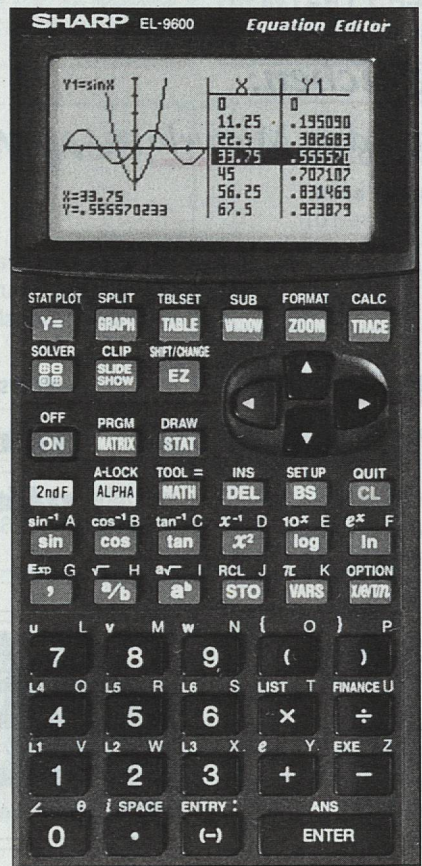 SHARP EL-9600 Equation Editor
Y1=sinX
X Y1
0 0
11.25 .195090
22.5 .382683
33.75 .555570
45 .707107
56.25 .831469
67.5 .923879
X=33.75
Y=.555570233
STAT PLOT SPLIT TBLSET SUB FORMAT CALC
Y= GRAPH TABLE WINDOW ZOOM TRACE
SOLVER CLIP SHIFT/CHANGE
SLIDE SHOW EZ
OFF PRGM DRAW
ON MATRIX STAT
A-LOCK TOOL = INS SET UP QUIT
2ndF ALPHA MATH DEL BS CL
sin⁻¹ A cos⁻¹ B tan⁻¹ C x⁻¹ D 10ˣ E eˣ F
sin cos tan x² log ln
Exp G √ H a√ I RCL J π K OPTION
, a/b aᵇ STO VARS X/θ/T/n
u L v M w N { O } P
7 8 9 ( )
L4 Q L5 R L6 S LIST T FINANCE U
4 5 6 × ÷
L1 V L2 W L3 X e Y EXE Z
1 2 3 + −
∠ θ i SPACE ENTRY : ANS
0 • (−) ENTER